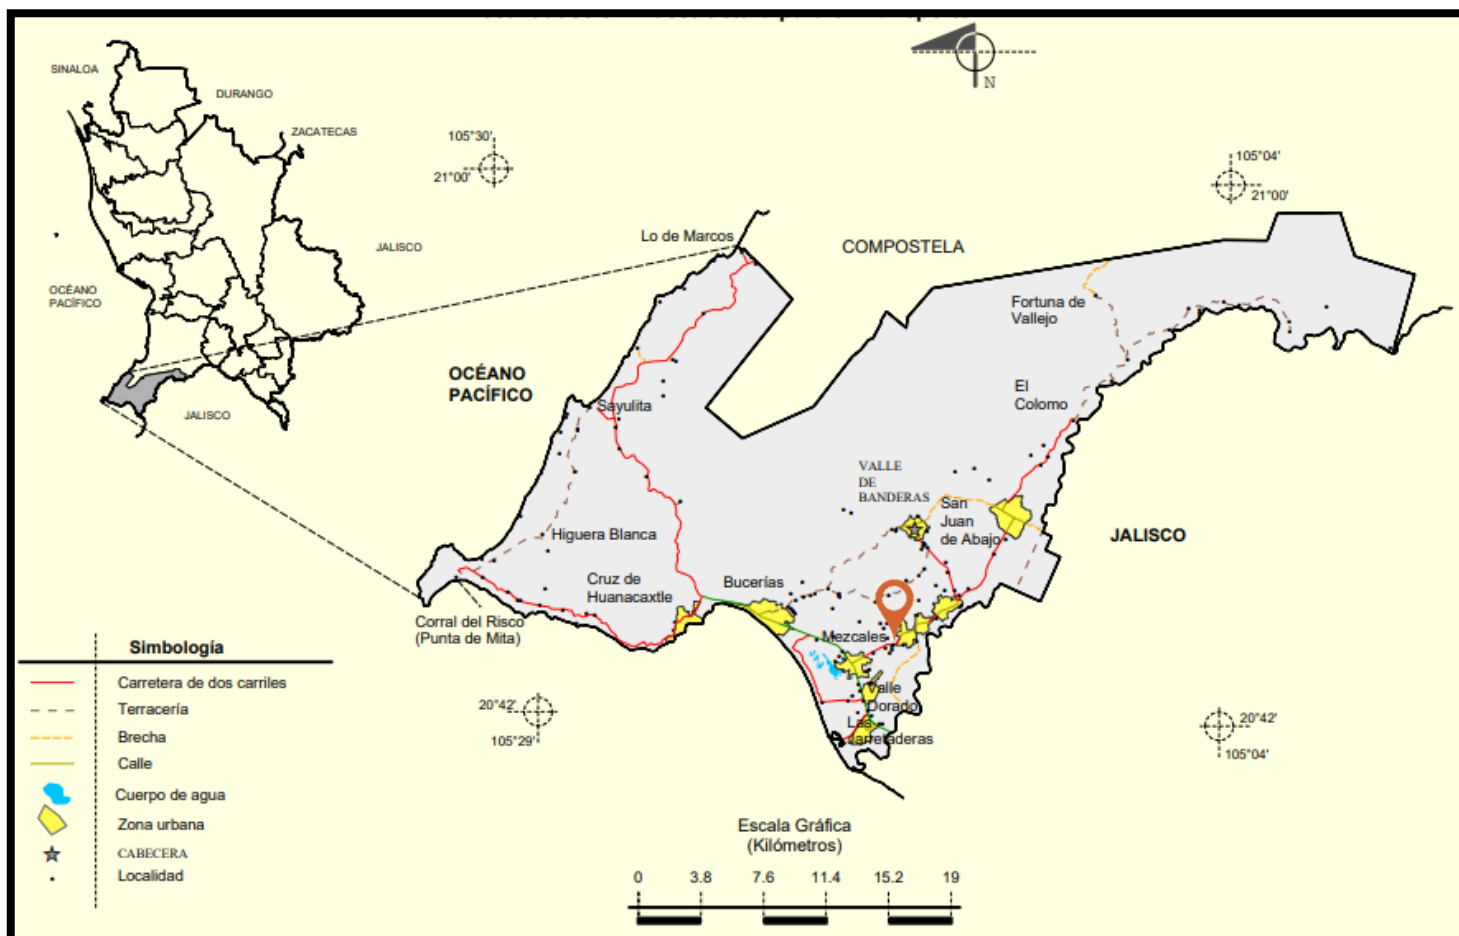 N
SINALOA
DURANGO
ZACATECAS
JALISCO
OCÉANO
PACÍFICO
JALISCO
105°30'
21°00'
105°04'
21°00'
Lo de Marcos
COMPOSTELA
Fortuna de
Vallejo
OCÉANO
PACÍFICO
El
Colomo
Sayulita
VALLE
DE
BANDERAS
San
Juan
de Abajo
JALISCO
Higuera Blanca
Cruz de
Huanacaxtle
Bucerías
Corral del Risco
(Punta de Mita)
Mezcales
Valle
Dorado
Las
Jarretaderas
20°42'
105°29'
20°42'
105°04'
Simbología
Carretera de dos carriles
Terracería
Brecha
Calle
Cuerpo de agua
Zona urbana
CABECERA
Localidad
Escala Gráfica
(Kilómetros)
0 3.8 7.6 11.4 15.2 19